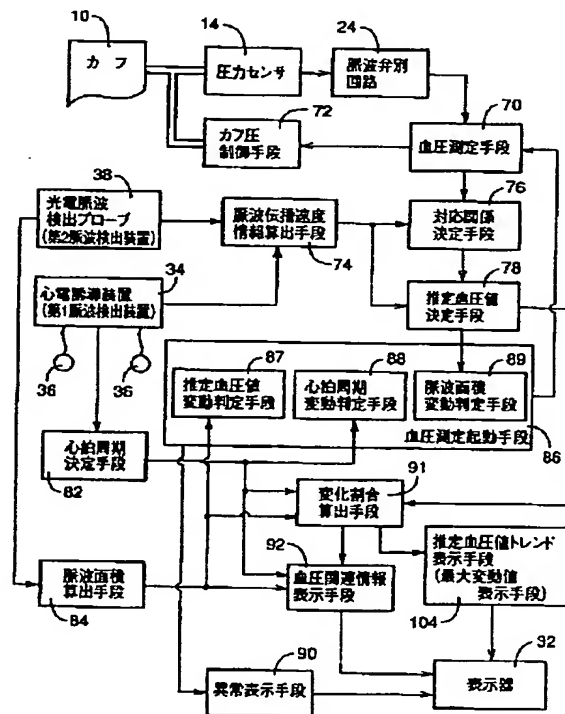 10
カフ
14
圧力センサ
24
脈波弁別
回路
72
カフ圧
制御手段
70
血圧測定手段
38
光電脈波
検出プローブ
(第2脈波検出装置)
脈波伝播速度
情報算出手段
74
76
対応関係
決定手段
34
心電誘導装置
(第1脈波検出装置)
36
36
78
推定血圧値
決定手段
87
推定血圧値
変動判定手段
88
心拍周期
変動判定手段
89
脈波面積
変動判定手段
血圧測定起動手段
86
心拍周期
決定手段
82
91
変化割合
算出手段
92
血圧関連情報
表示手段
推定血圧値トレンド
表示手段
(最大変動値
表示手段)
104
脈波面積
算出手段
84
90
異常表示手段
32
表示器